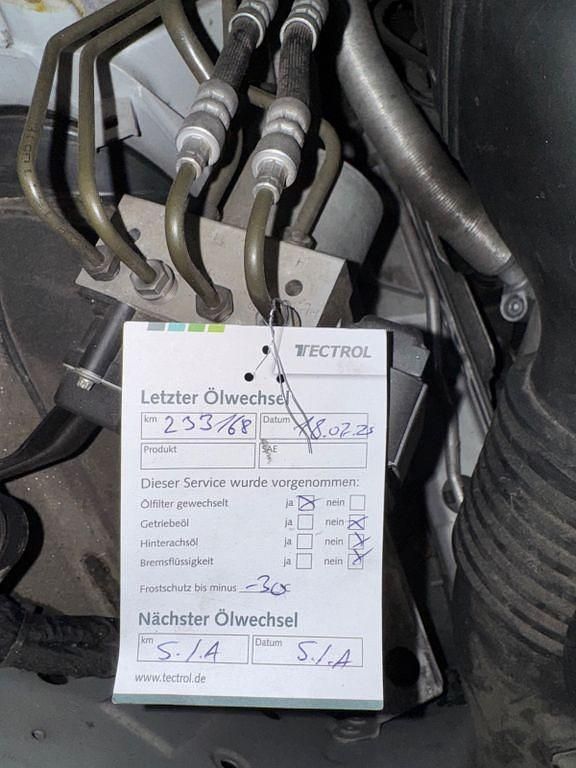 TECTROL
Letzter Ölwechsel
km 233168 Datum 18.07.25
Produkt SAE
Dieser Service wurde vorgenommen:
Ölfilter gewechselt ja ☒ nein ☐
Getriebeöl ja ☐ nein ☒
Hinterachsöl ja ☐ nein ☒
Bremsflüssigkeit ja ☐ nein ☒
Frostschutz bis minus -30°
Nächster Ölwechsel
km S.I.A Datum S.I.A
www.tectrol.de